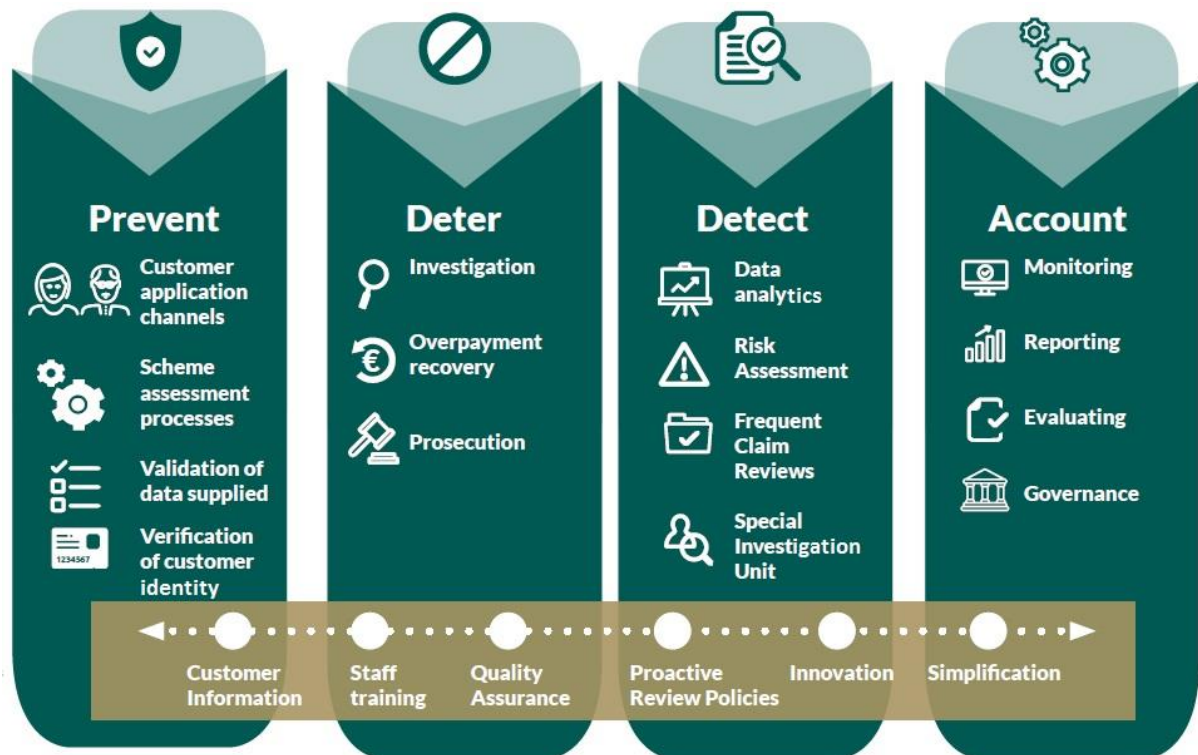 Prevent
Customer
application
channels
Scheme
assessment
processes
Validation of
data supplied
1234567
Verification
of customer
identity
Deter
Investigation
€
Overpayment
recovery
Prosecution
Detect
Data
analytics
Risk
Assessment
Frequent
Claim
Reviews
Special
Investigation
Unit
Account
Monitoring
Reporting
Evaluating
Governance
Customer
Information
Staff
training
Quality
Assurance
Proactive
Review Policies
Innovation
Simplification